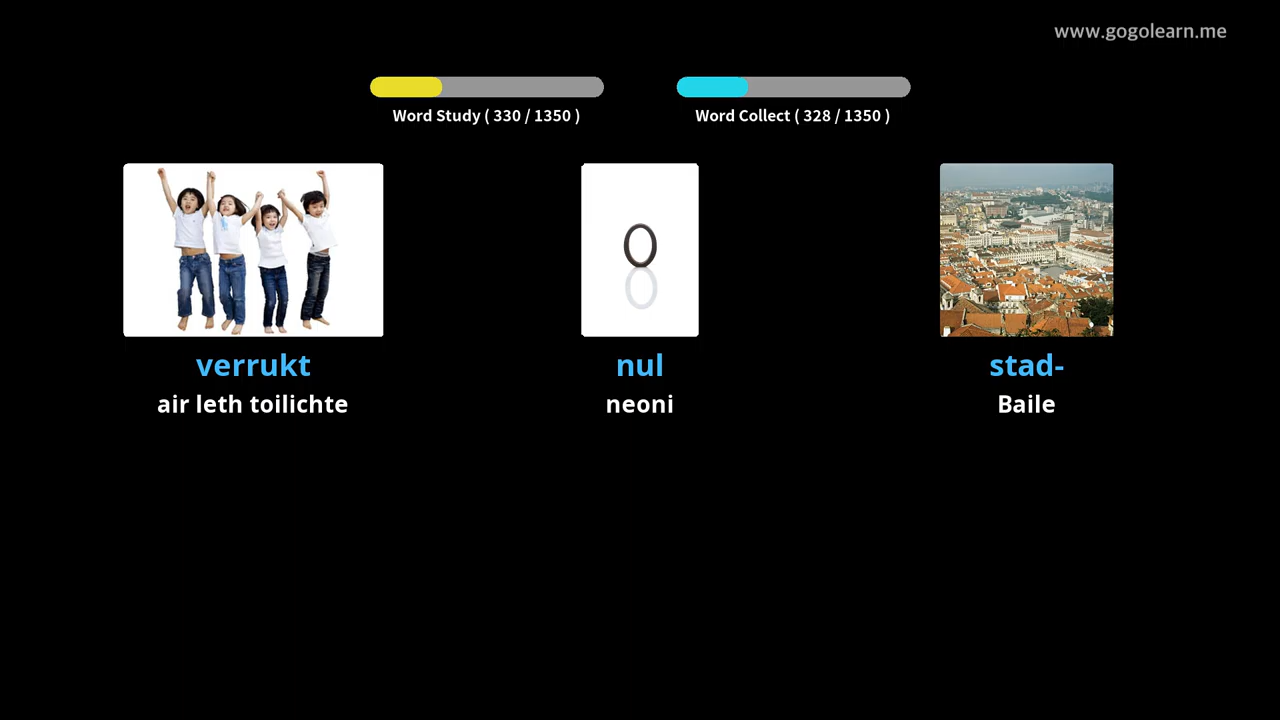 www.gogolearn.me
Word Study ( 330 / 1350 )
Word Collect ( 328 / 1350 )
verrukt
air leth toilichte
nul
neoni
stad-
Baile